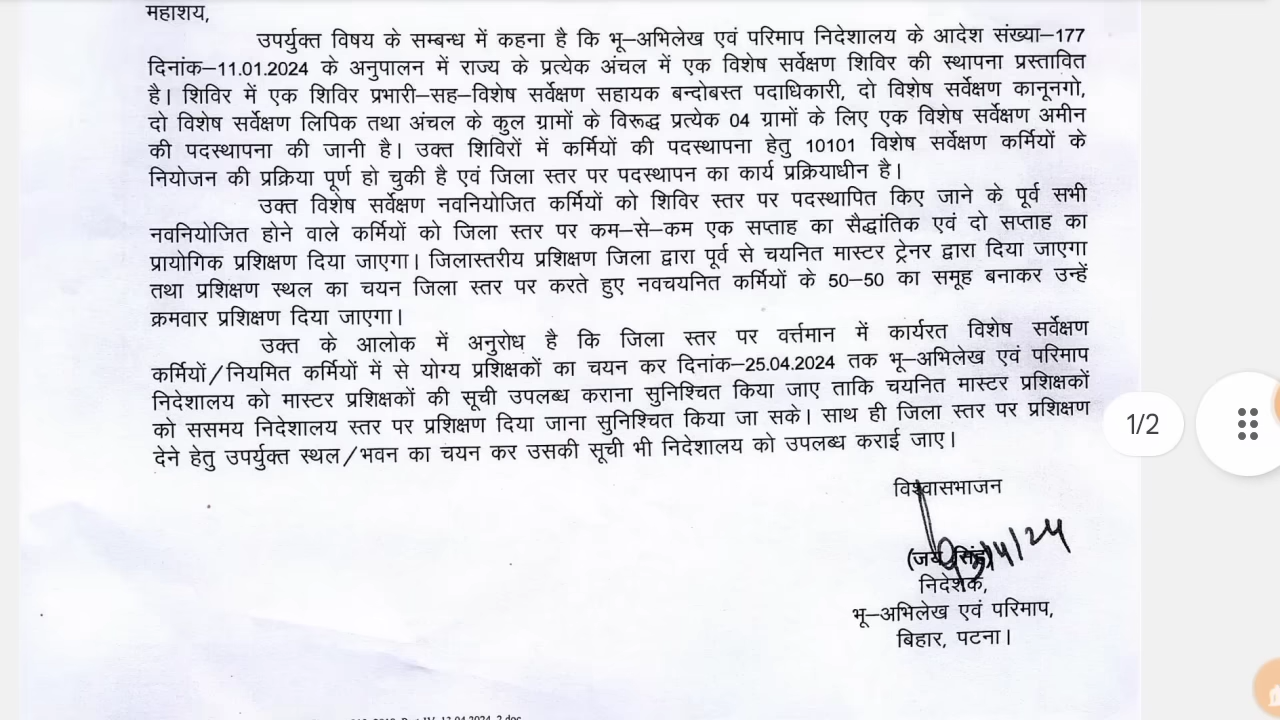 महाशय,
उपर्युक्त विषय के सम्बन्ध में कहना है कि भू–अभिलेख एवं परिमाप निदेशालय के आदेश संख्या–177
दिनांक–11.01.2024 के अनुपालन में राज्य के प्रत्येक अंचल में एक विशेष सर्वेक्षण शिविर की स्थापना प्रस्तावित
है। शिविर में एक शिविर प्रभारी–सह–विशेष सर्वेक्षण सहायक बन्दोबस्त पदाधिकारी, दो विशेष सर्वेक्षण कानूनगो,
दो विशेष सर्वेक्षण लिपिक तथा अंचल के कुल ग्रामों के विरूद्ध प्रत्येक 04 ग्रामों के लिए एक विशेष सर्वेक्षण अमीन
की पदस्थापना की जानी है। उक्त शिविरों में कर्मियों की पदस्थापना हेतु 10101 विशेष सर्वेक्षण कर्मियों के
नियोजन की प्रक्रिया पूर्ण हो चुकी है एवं जिला स्तर पर पदस्थापन का कार्य प्रक्रियाधीन है।
उक्त विशेष सर्वेक्षण नवनियोजित कर्मियों को शिविर स्तर पर पदस्थापित किए जाने के पूर्व सभी
नवनियोजित होने वाले कर्मियों को जिला स्तर पर कम–से–कम एक सप्ताह का सैद्धांतिक एवं दो सप्ताह का
प्रायोगिक प्रशिक्षण दिया जाएगा। जिलास्तरीय प्रशिक्षण जिला द्वारा पूर्व से चयनित मास्टर ट्रेनर द्वारा दिया जाएगा
तथा प्रशिक्षण स्थल का चयन जिला स्तर पर करते हुए नवचयनित कर्मियों के 50–50 का समूह बनाकर उन्हें
क्रमवार प्रशिक्षण दिया जाएगा।
उक्त के आलोक में अनुरोध है कि जिला स्तर पर वर्त्तमान में कार्यरत विशेष सर्वेक्षण
कर्मियों/नियमित कर्मियों में से योग्य प्रशिक्षकों का चयन कर दिनांक–25.04.2024 तक भू–अभिलेख एवं परिमाप
निदेशालय को मास्टर प्रशिक्षकों की सूची उपलब्ध कराना सुनिश्चित किया जाए ताकि चयनित मास्टर प्रशिक्षकों
को ससमय निदेशालय स्तर पर प्रशिक्षण दिया जाना सुनिश्चित किया जा सके। साथ ही जिला स्तर पर प्रशिक्षण
देने हेतु उपर्युक्त स्थल/भवन का चयन कर उसकी सूची भी निदेशालय को उपलब्ध कराई जाए।
1/2
विश्वासभाजन
(जय सिंह)
निदेशक,
भू–अभिलेख एवं परिमाप,
बिहार, पटना।